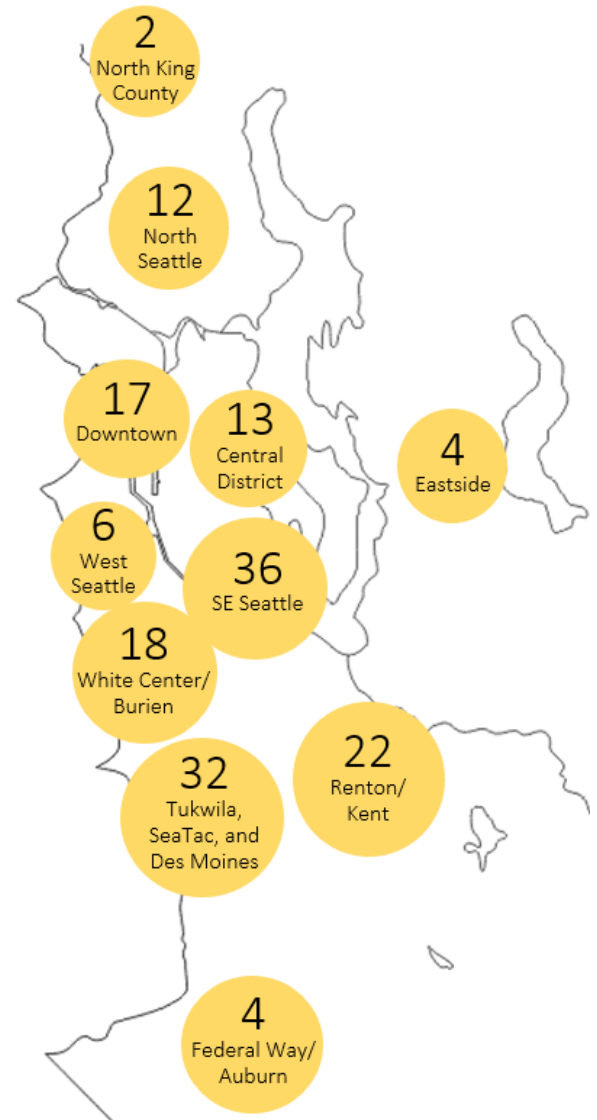 2
North King
County
12
North
Seattle
17
Downtown
13
Central
District
4
Eastside
6
West
Seattle
36
SE Seattle
18
White Center/
Burien
22
Renton/
Kent
32
Tukwila,
SeaTac, and
Des Moines
4
Federal Way/
Auburn